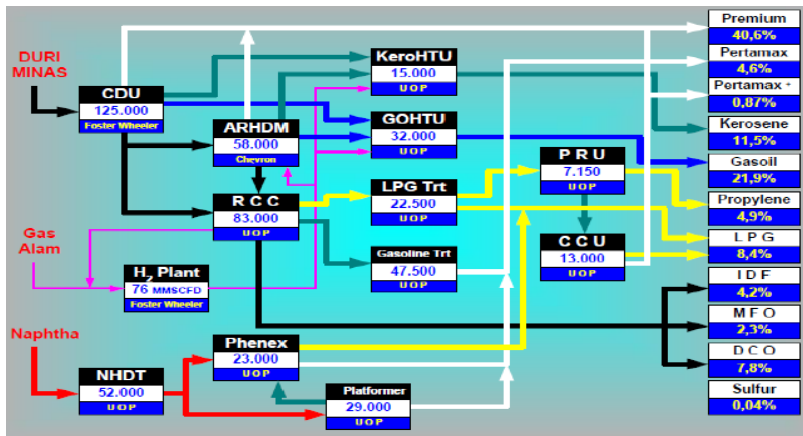 DURI
MINAS
CDU
125.000
Foster Wheeler
ARHDM
58.000
Chevron
R C C
83.000
UOP
Gas
Alam
H2 Plant
76 MMSCFD
Foster Wheeler
Naphtha
NHDT
52.000
UOP
Phenex
23.000
UOP
Platformer
29.000
UOP
KeroHTU
15.000
UOP
GOHTU
32.000
UOP
LPG Trt
22.500
UOP
Gasoline Trt
47.500
UOP
P R U
7.150
UOP
C C U
13.000
UOP
Premium
40,6%
Pertamax
4,6%
Pertamax +
0,87%
Kerosene
11,5%
Gasoil
21,9%
Propylene
4,9%
L P G
8,4%
I D F
4,2%
M F O
2,3%
D C O
7,8%
Sulfur
0,04%